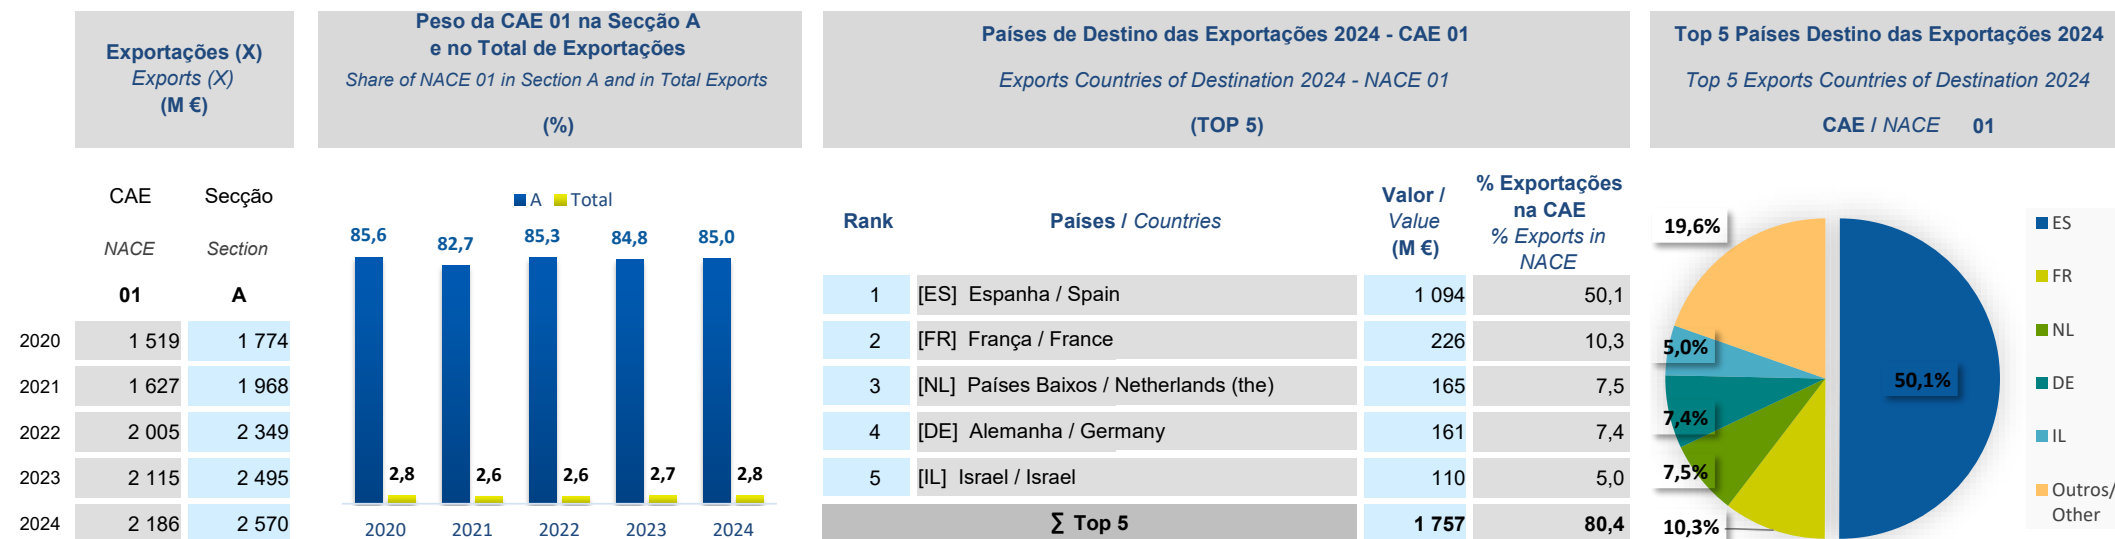 Exportações (X)
Exports (X)
(M €)
Peso da CAE 01 na Secção A
e no Total de Exportações
Share of NACE 01 in Section A and in Total Exports
(%)
Países de Destino das Exportações 2024 - CAE 01
Exports Countries of Destination 2024 - NACE 01
(TOP 5)
Top 5 Países Destino das Exportações 2024
Top 5 Exports Countries of Destination 2024
CAE / NACE 01
CAE Secção
NACE Section
01 A
2020 1 519 1 774
2021 1 627 1 968
2022 2 005 2 349
2023 2 115 2 495
2024 2 186 2 570
A Total
85,6 82,7 85,3 84,8 85,0
2,8 2,6 2,6 2,7 2,8
2020 2021 2022 2023 2024
Rank
Países / Countries
Valor /
Value
(M €)
% Exportações
na CAE
% Exports in
NACE
1 [ES] Espanha / Spain 1 094 50,1
2 [FR] França / France 226 10,3
3 [NL] Países Baixos / Netherlands (the) 165 7,5
4 [DE] Alemanha / Germany 161 7,4
5 [IL] Israel / Israel 110 5,0
∑ Top 5 1 757 80,4
19,6%
5,0%
7,4%
7,5%
10,3%
50,1%
ES
FR
NL
DE
IL
Outros/
Other